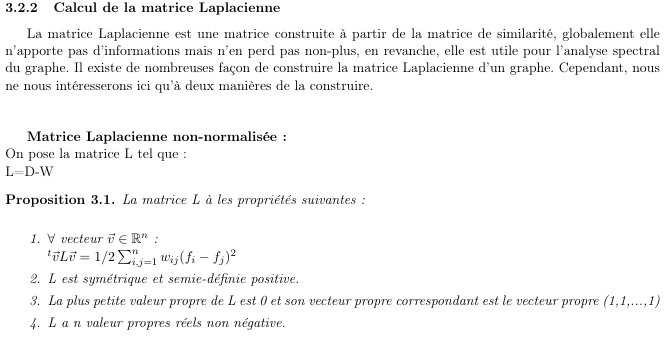 3.2.2 Calcul de la matrice Laplacienne
La matrice Laplacienne est une matrice construite à partir de la matrice de similarité, globalement elle
n'apporte pas d'informations mais n'en perd pas non-plus, en revanche, elle est utile pour l'analyse spectral
du graphe. Il existe de nombreuses façon de construire la matrice Laplacienne d'un graphe. Cependant, nous
ne nous intéresserons ici qu'à deux manières de la construire.
Matrice Laplacienne non-normalisée :
On pose la matrice L tel que :
L=D-W
Proposition 3.1. La matrice L à les propriétés suivantes :
1. ∀ vecteur $\vec{v} \in \mathbb{R}^n$ :
${}^t\vec{v}L\vec{v} = 1/2 \sum_{i,j=1}^{n} w_{ij}(f_i - f_j)^2$
2. L est symétrique et semie-définie positive.
3. La plus petite valeur propre de L est 0 et son vecteur propre correspondant est le vecteur propre (1,1,...,1)
4. L a n valeur propres réels non négative.